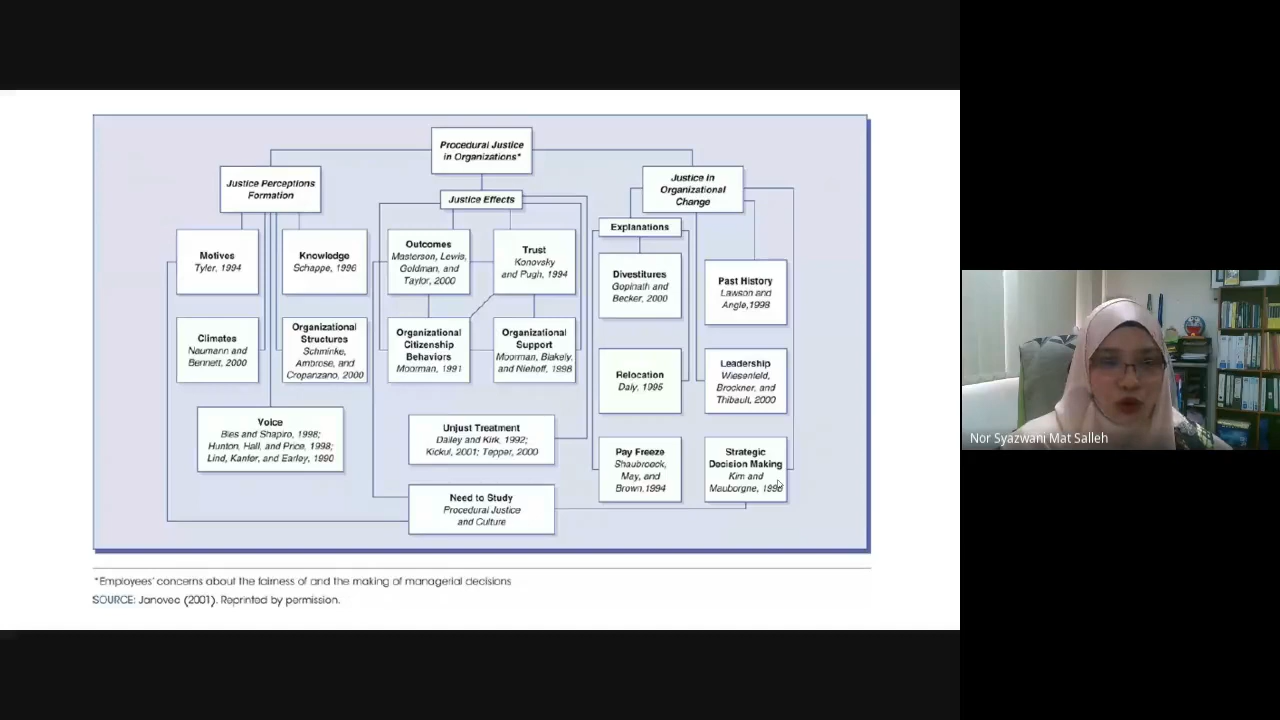 Procedural Justice
in Organizations*
Justice Perceptions
Formation
Justice Effects
Justice in
Organizational
Change
Motives
Tyler, 1994
Knowledge
Schappe, 1996
Climates
Naumann and
Bennett, 2000
Organizational
Structures
Schminke,
Ambrose, and
Cropanzano, 2000
Voice
Bies and Shapiro, 1998;
Hunton, Hall, and Price, 1998;
Lind, Kanfer, and Earley, 1990
Outcomes
Masterson, Lewis,
Goldman, and
Taylor, 2000
Trust
Konovsky
and Pugh, 1994
Organizational
Citizenship
Behaviors
Moorman, 1991
Organizational
Support
Moorman, Blakely,
and Niehoff, 1998
Unjust Treatment
Dailey and Kirk, 1992;
Kickul, 2001; Tepper, 2000
Need to Study
Procedural Justice
and Culture
Explanations
Divestitures
Gopinath and
Becker, 2000
Relocation
Daly, 1995
Pay Freeze
Shaubroeck,
May, and
Brown, 1994
Past History
Lawson and
Angle, 1998
Leadership
Wiesenfeld,
Brockner, and
Thibault, 2000
Strategic
Decision Making
Kim and
Mauborgne, 1998
*Employees' concerns about the fairness of and the making of managerial decisions
SOURCE: Janovec (2001). Reprinted by permission.
Nor Syazwani Mat Salleh